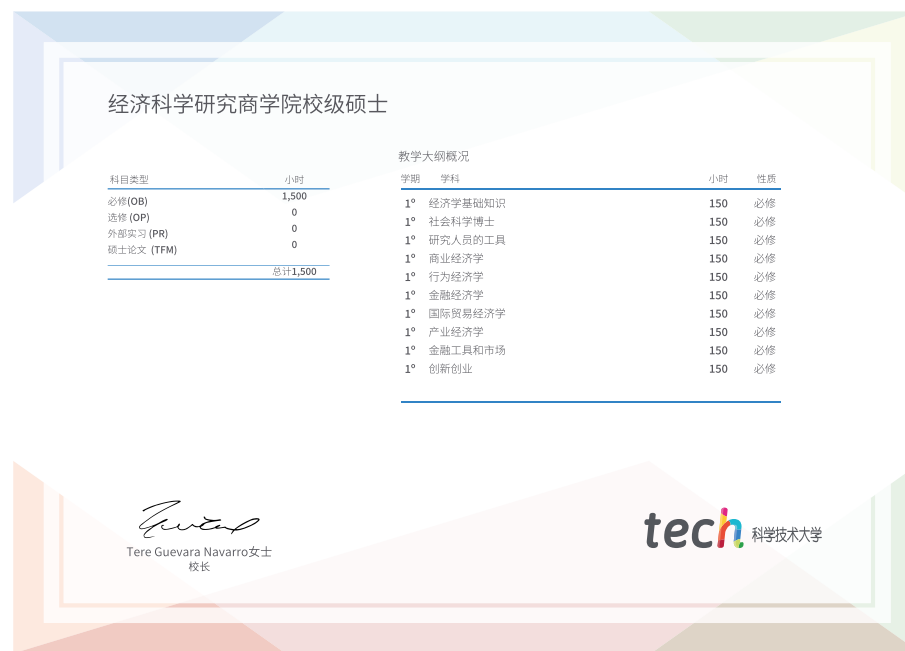 经济科学研究商学院校级硕士
教学大纲概况
科目类型 小时
必修(OB) 1,500
选修 (OP) 0
外部实习 (PR) 0
硕士论文 (TFM) 0
总计1,500
学期 学科 小时 性质
1º 经济学基础知识 150 必修
1º 社会科学博士 150 必修
1º 研究人员的工具 150 必修
1º 商业经济学 150 必修
1º 行为经济学 150 必修
1º 金融经济学 150 必修
1º 国际贸易经济学 150 必修
1º 产业经济学 150 必修
1º 金融工具和市场 150 必修
1º 创新创业 150 必修
Tere Guevara Navarro女士
校长
tech 科学技术大学